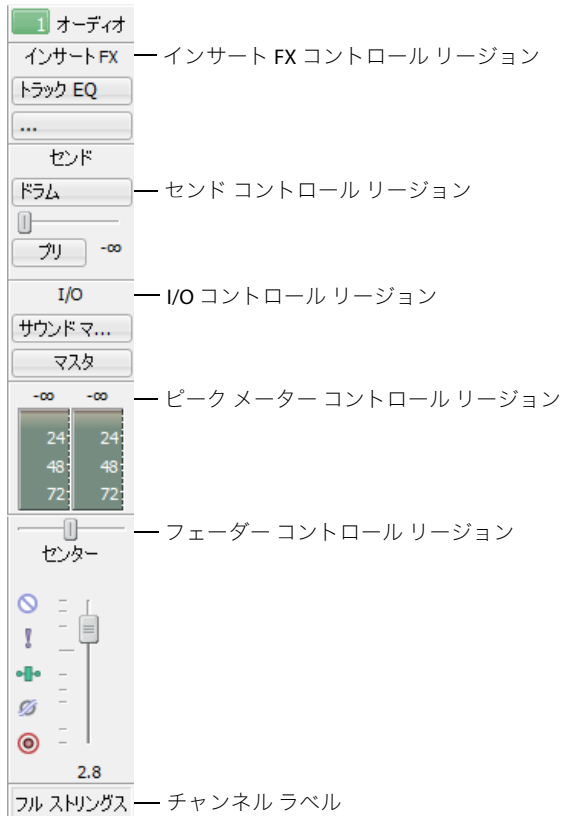 1 オーディオ
インサート FX インサート FX コントロール リージョン
トラック EQ
...
センド
ドラム センド コントロール リージョン
プリ -∞
I/O I/O コントロール リージョン
サウンド マ...
マスタ
-∞ -∞ ピーク メーター コントロール リージョン
24 24
48 48
72 72
フェーダー コントロール リージョン
センター
2.8
フル ストリングス チャンネル ラベル